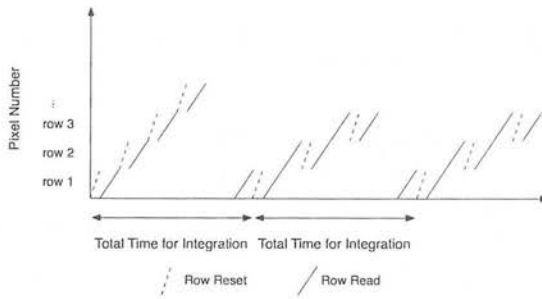 Pixel Number
⋮
row 3
row 2
row 1
Total Time for Integration Total Time for Integration
Row Reset Row Read